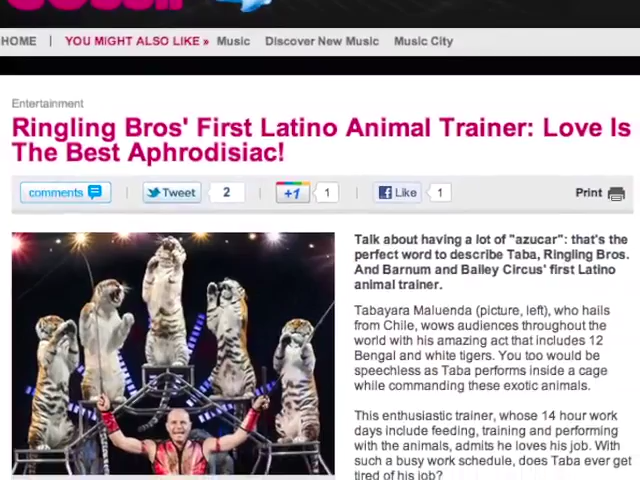 HOME | YOU MIGHT ALSO LIKE » Music Discover New Music Music City
Entertainment
Ringling Bros' First Latino Animal Trainer: Love Is
The Best Aphrodisiac!
comments Tweet 2 +1 1 Like 1 Print
Talk about having a lot of "azucar": that's the
perfect word to describe Taba, Ringling Bros.
And Barnum and Bailey Circus' first Latino
animal trainer.
Tabayara Maluenda (picture, left), who hails
from Chile, wows audiences throughout the
world with his amazing act that includes 12
Bengal and white tigers. You too would be
speechless as Taba performs inside a cage
while commanding these exotic animals.
This enthusiastic trainer, whose 14 hour work
days include feeding, training and performing
with the animals, admits he loves his job. With
such a busy work schedule, does Taba ever get
tired of his job?